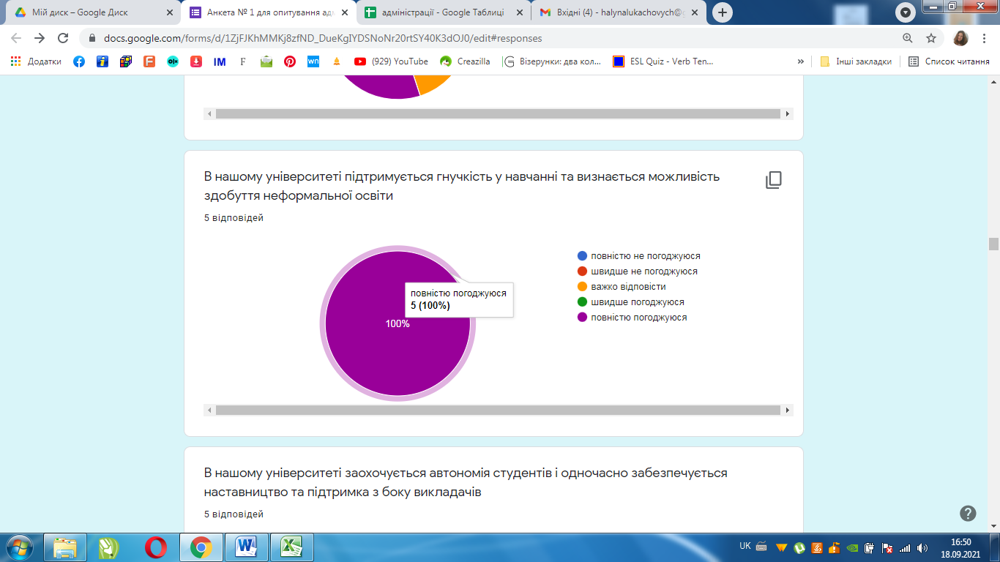 Мій диск – Google Диск
Анкета № 1 для опитування адм
адміністрації - Google Таблиці
Вхідні (4) - halynalukachovych@g
docs.google.com/forms/d/1ZjFJKhMMKj8zfND_DueKgIYDSNoNr20rtSY40K3dOJ0/edit#responses
Додатки
IM
F
wn
(929) YouTube
Creazilla
Візерунки: два кол...
ESL Quiz - Verb Ten...
»
Інші закладки
Список читання
В нашому університеті підтримується гнучкість у навчанні та визнається можливість
здобуття неформальної освіти
5 відповідей
повністю погоджуюся
5 (100%)
100%
повністю не погоджуюся
швидше не погоджуюся
важко відповісти
швидше погоджуюся
повністю погоджуюся
В нашому університеті заохочується автономія студентів і одночасно забезпечується
наставництво та підтримка з боку викладачів
5 відповідей
UK
16:50
18.09.2021